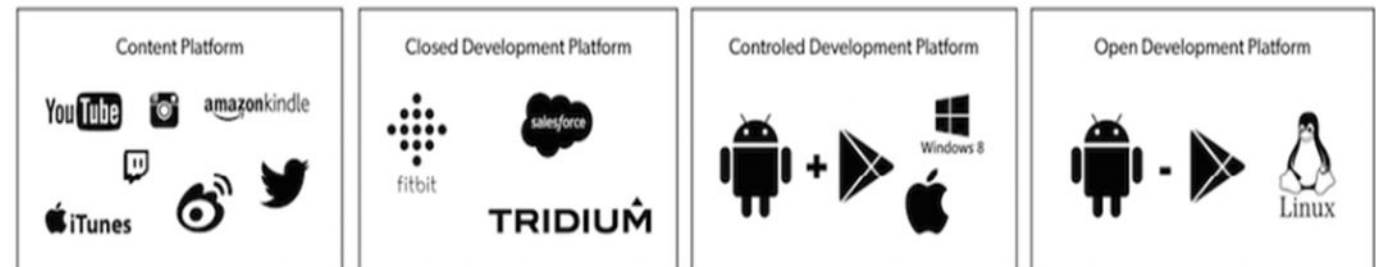 Content Platform
YouTube
amazonkindle
iTunes
Closed Development Platform
salesforce
fitbit
TRIDIUM
Controled Development Platform
+
Windows 8
Open Development Platform
-
Linux